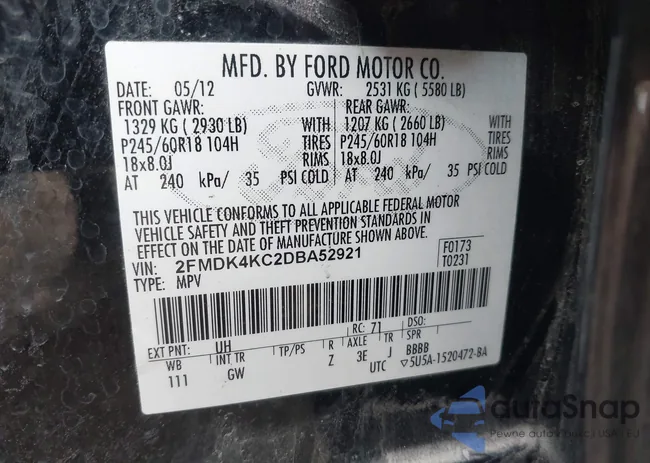 MFD. BY FORD MOTOR CO.
DATE: 05/12 GVWR: 2531 KG ( 5580 LB)
FRONT GAWR: REAR GAWR:
1329 KG ( 2930 LB) WITH 1207 KG ( 2660 LB) WITH
P245/60R18 104H TIRES P245/60R18 104H TIRES
18x8.0J RIMS 18x8.0J RIMS
AT 240 kPa/ 35 PSI COLD AT 240 kPa/ 35 PSI COLD
THIS VEHICLE CONFORMS TO ALL APPLICABLE FEDERAL MOTOR
VEHICLE SAFETY AND THEFT PREVENTION STANDARDS IN
EFFECT ON THE DATE OF MANUFACTURE SHOWN ABOVE.
VIN: 2FMDK4KC2DBA52921
TYPE: MPV
F0173
T0231
EXT PNT: UH RC: 71 DSO:
WB INT TR TP/PS R AXLE TR SPR
111 GW Z 3E J BBBB
UTC 5U5A-1520472-BA
autoSnap